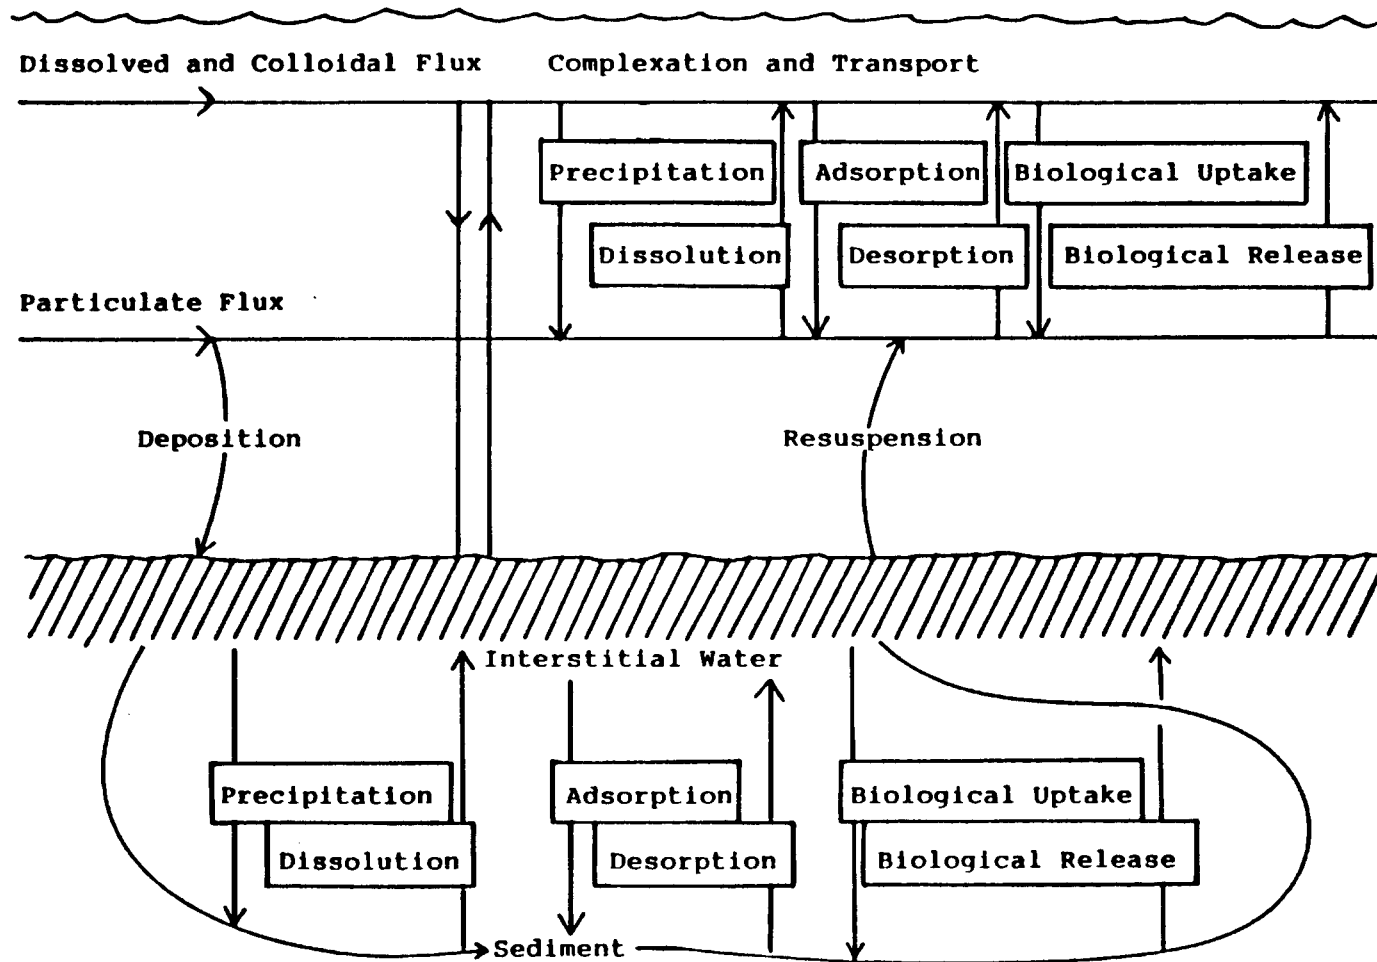 Dissolved and Colloidal Flux
Complexation and Transport
Precipitation
Adsorption
Biological Uptake
Dissolution
Desorption
Biological Release
Particulate Flux
Deposition
Resuspension
Interstitial Water
Precipitation
Adsorption
Biological Uptake
Dissolution
Desorption
Biological Release
Sediment